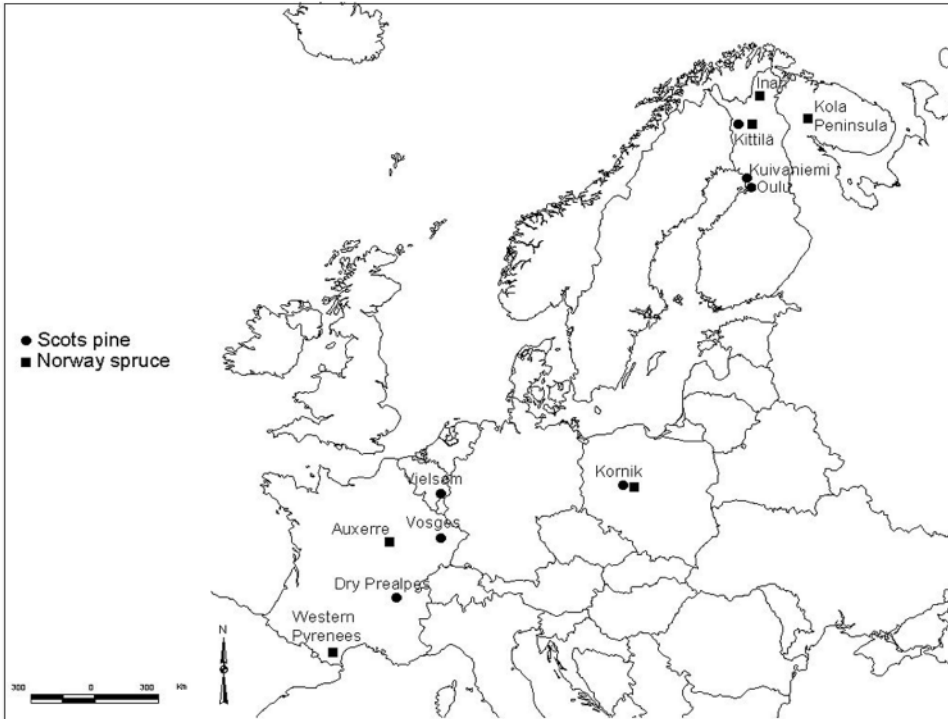 Inari
Kola
Peninsula
Kittilä
Kuivaniemi
Oulu
Scots pine
Norway spruce
Kornik
Vielsam
Vosges
Auxerre
Dry Prealpes
Western
Pyrenees
N
300 0 300 Km